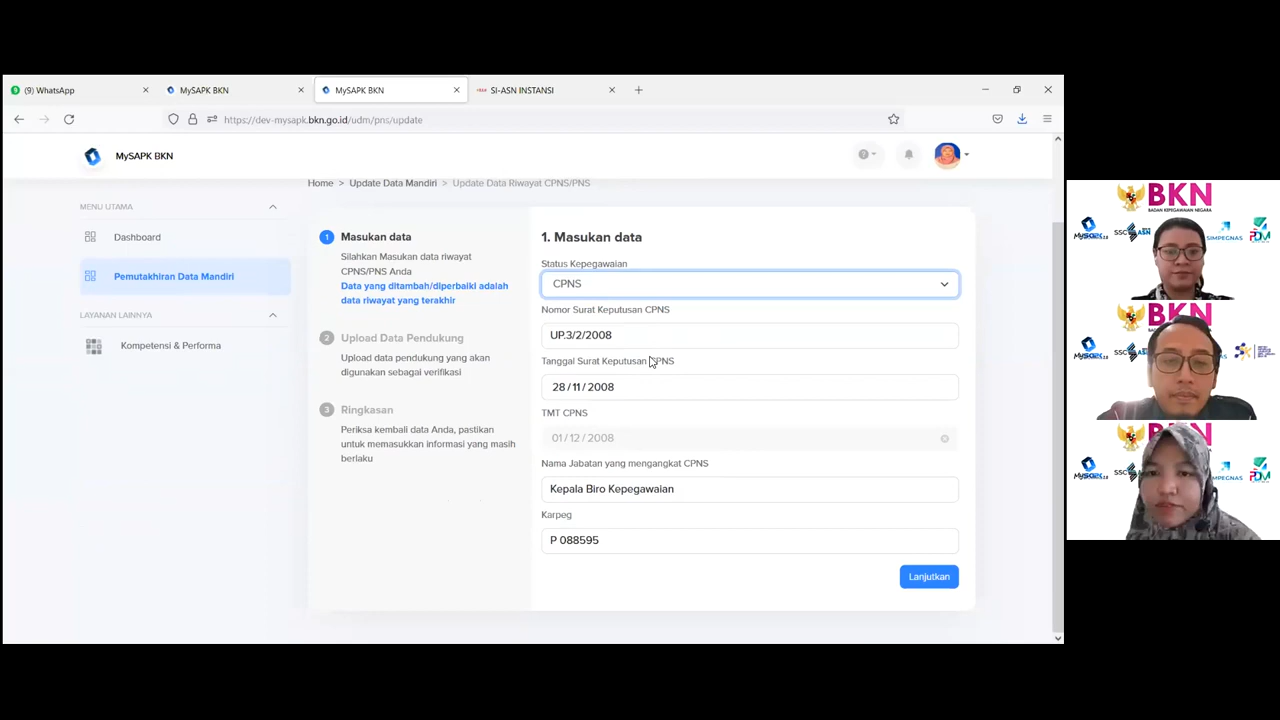 (9) WhatsApp
MySAPK BKN
MySAPK BKN
SI-ASN INSTANSI
https://dev-mysapk.bkn.go.id/udm/pns/update
MySAPK BKN
Home > Update Data Mandiri > Update Data Riwayat CPNS/PNS
MENU UTAMA
Dashboard
Pemutakhiran Data Mandiri
LAYANAN LAINNYA
Kompetensi & Performa
1 Masukan data
Silahkan Masukan data riwayat
CPNS/PNS Anda
Data yang ditambah/diperbaiki adalah
data riwayat yang terakhir
2 Upload Data Pendukung
Upload data pendukung yang akan
digunakan sebagai verifikasi
3 Ringkasan
Periksa kembali data Anda, pastikan
untuk memasukkan informasi yang masih
berlaku
1. Masukan data
Status Kepegawaian
CPNS
Nomor Surat Keputusan CPNS
UP.3/2/2008
Tanggal Surat Keputusan CPNS
28 / 11 / 2008
TMT CPNS
01 / 12 / 2008
Nama Jabatan yang mengangkat CPNS
Kepala Biro Kepegawaian
Karpeg
P 088595
Lanjutkan
BKN
BADAN KEPEGAWAIAN NEGARA
SIMPEGNAS
BKN
BKN
SIMPEGNAS